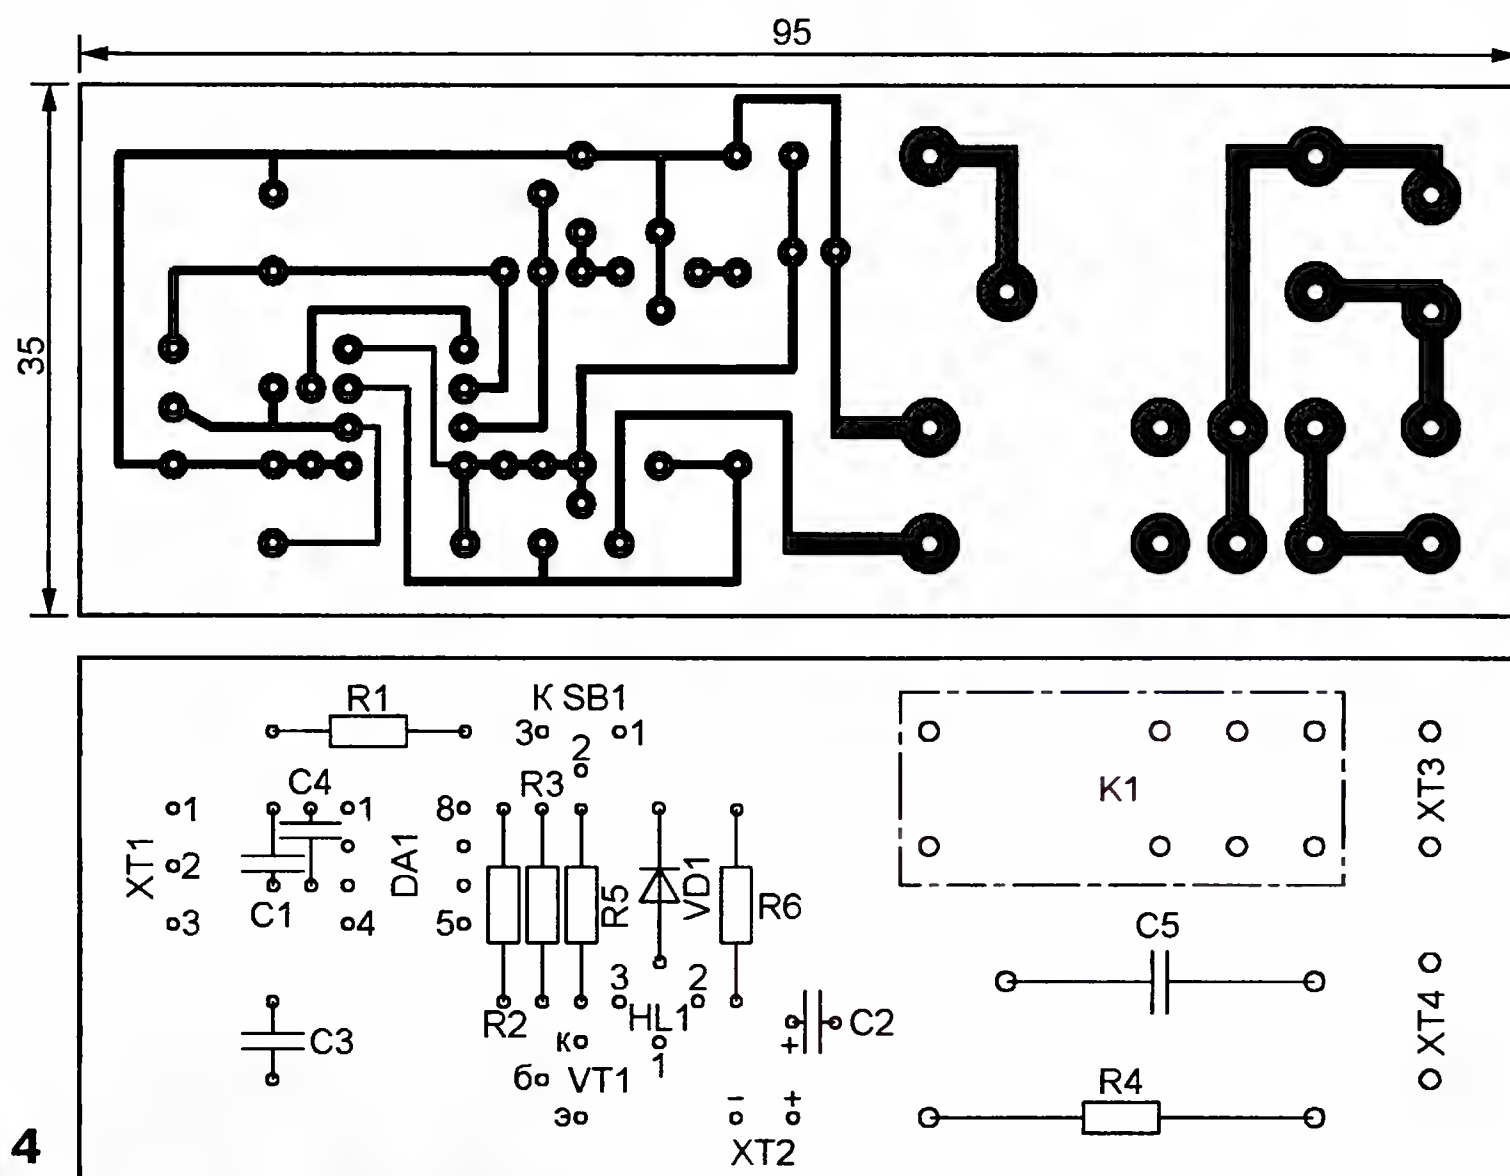 95
35
R1
К SB1
3
1
2
C4
R3
1
1
8
K1
XT3
XT1
2
DA1
C1
3
4
5
R5
VD1
R6
C5
3
2
R2
HL1
C3
к
1
+
C2
XT4
б
VT1
R4
э
-
+
XT2
4